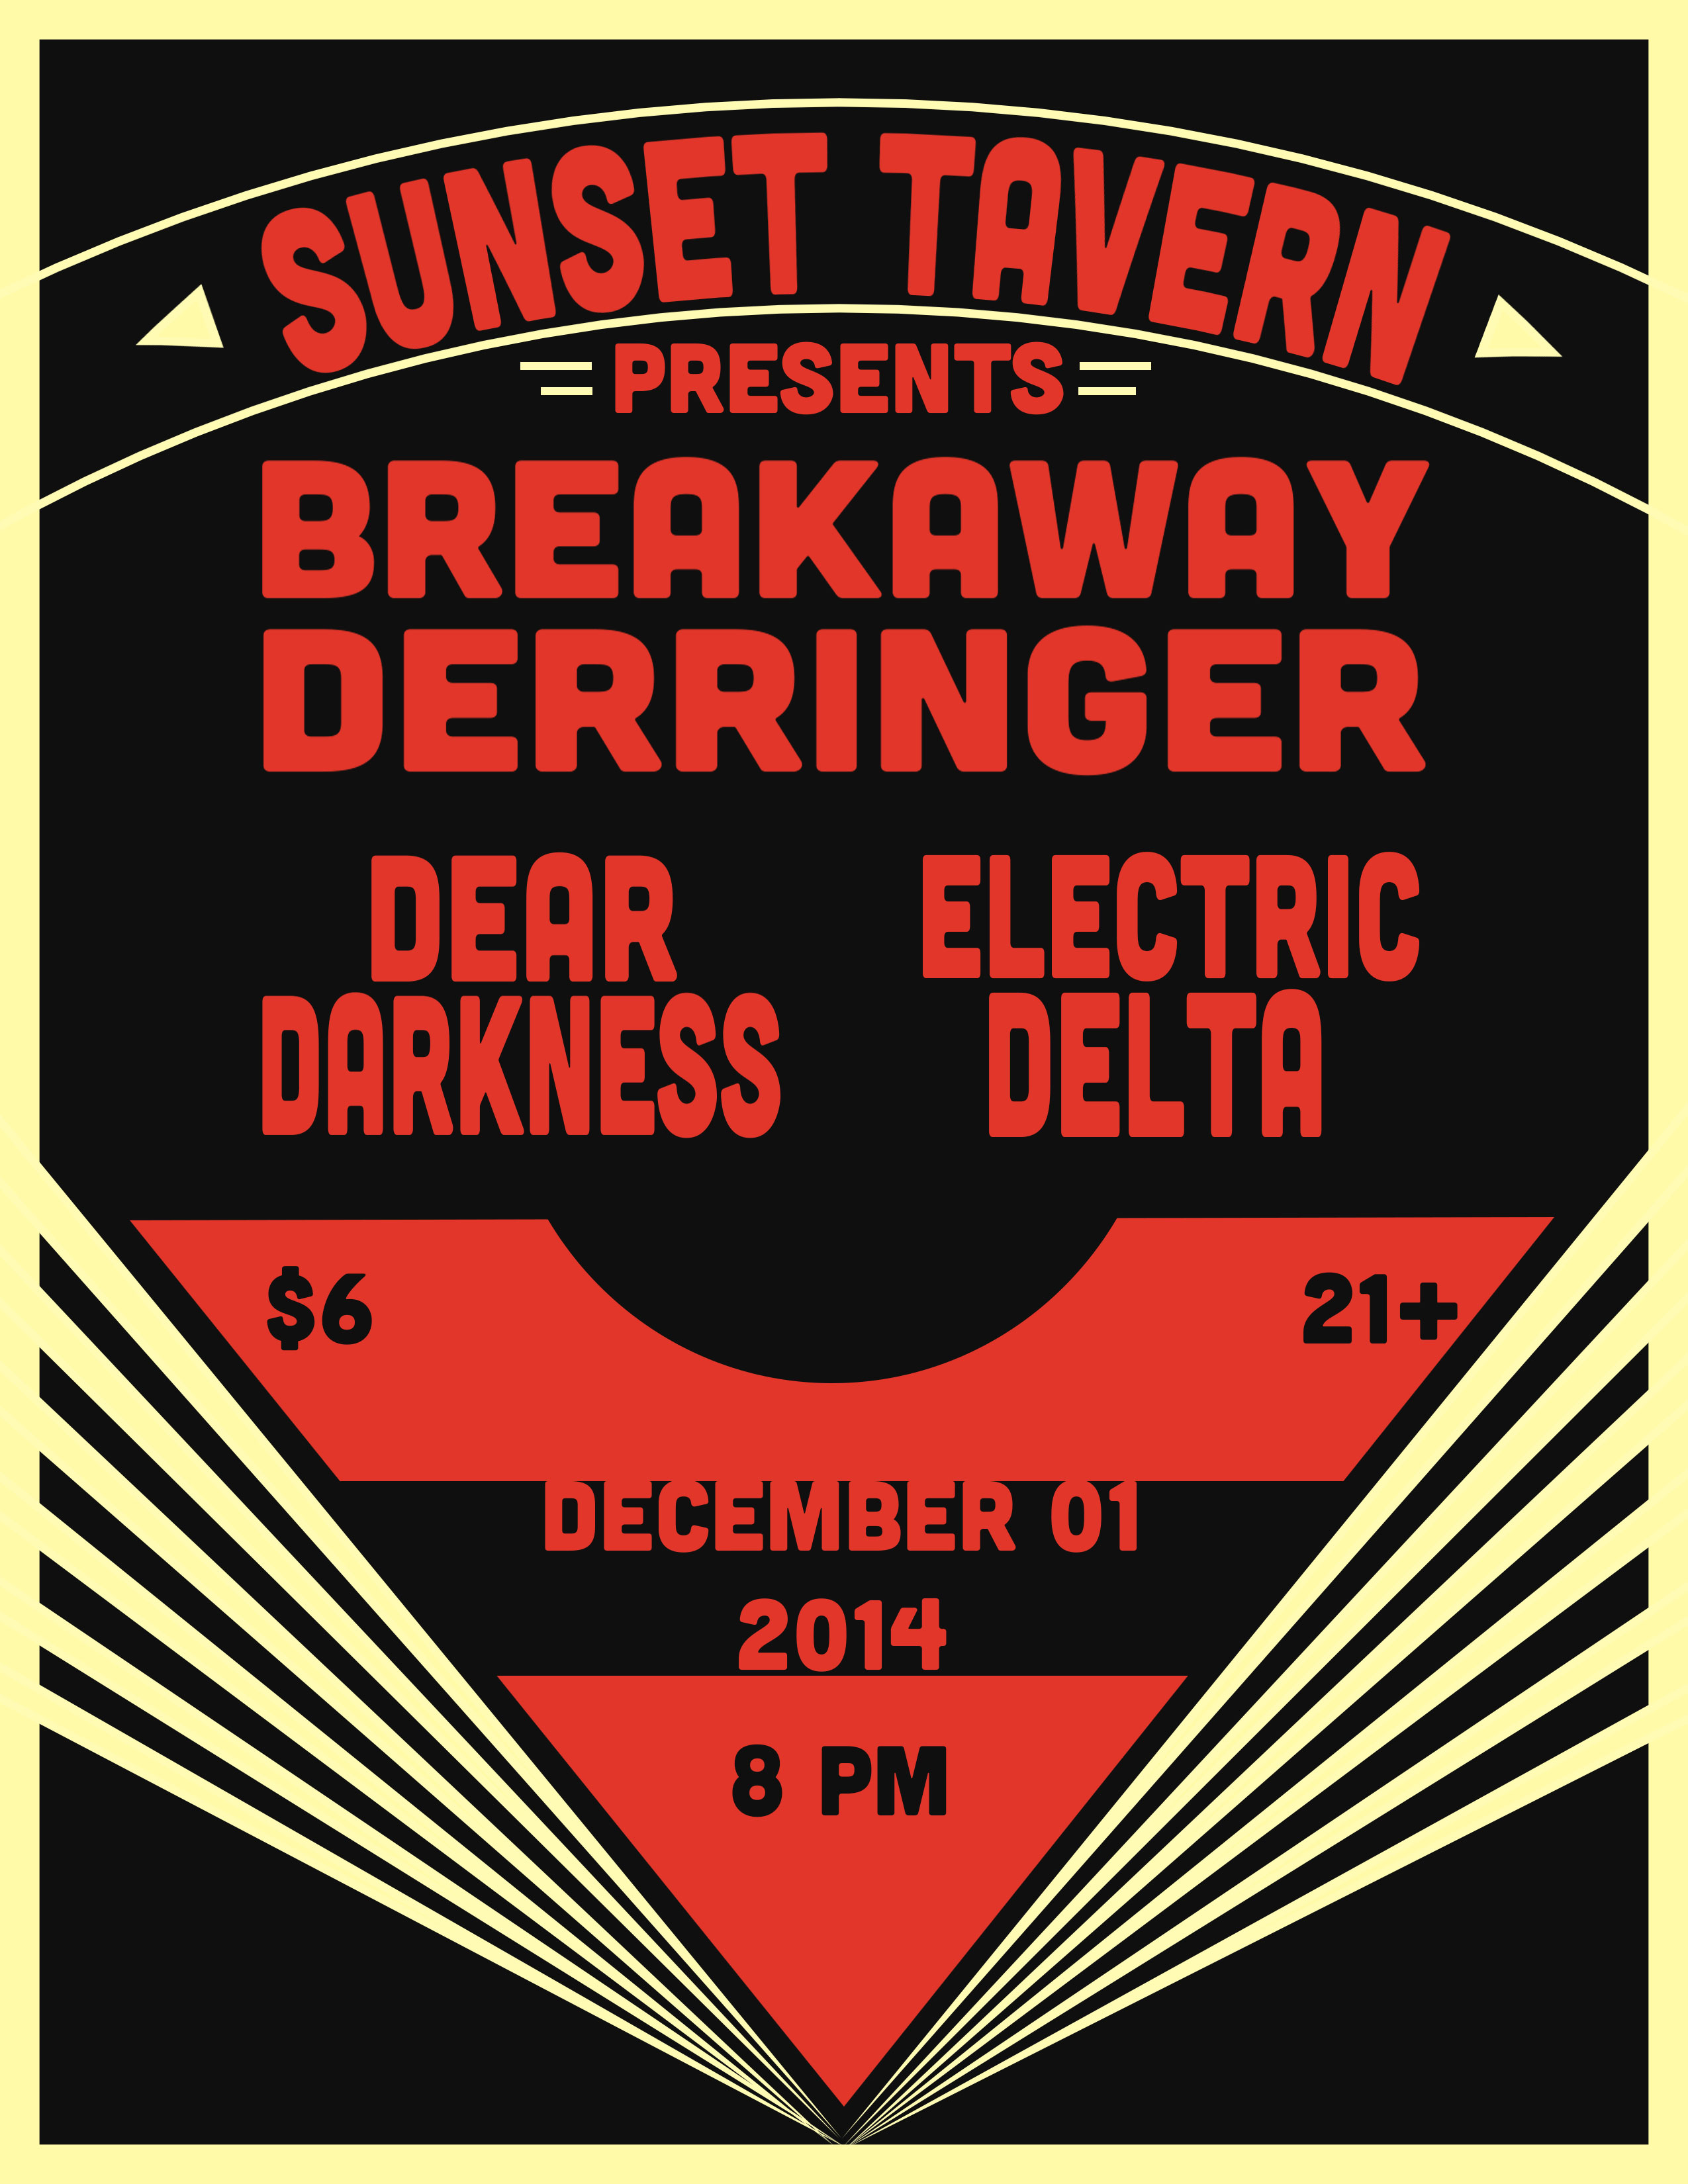 SUNSET TAVERN
PRESENTS
BREAKAWAY
DERRINGER
DEAR
DARKNESS
ELECTRIC
DELTA
$6
21+
DECEMBER 01
2014
8 PM